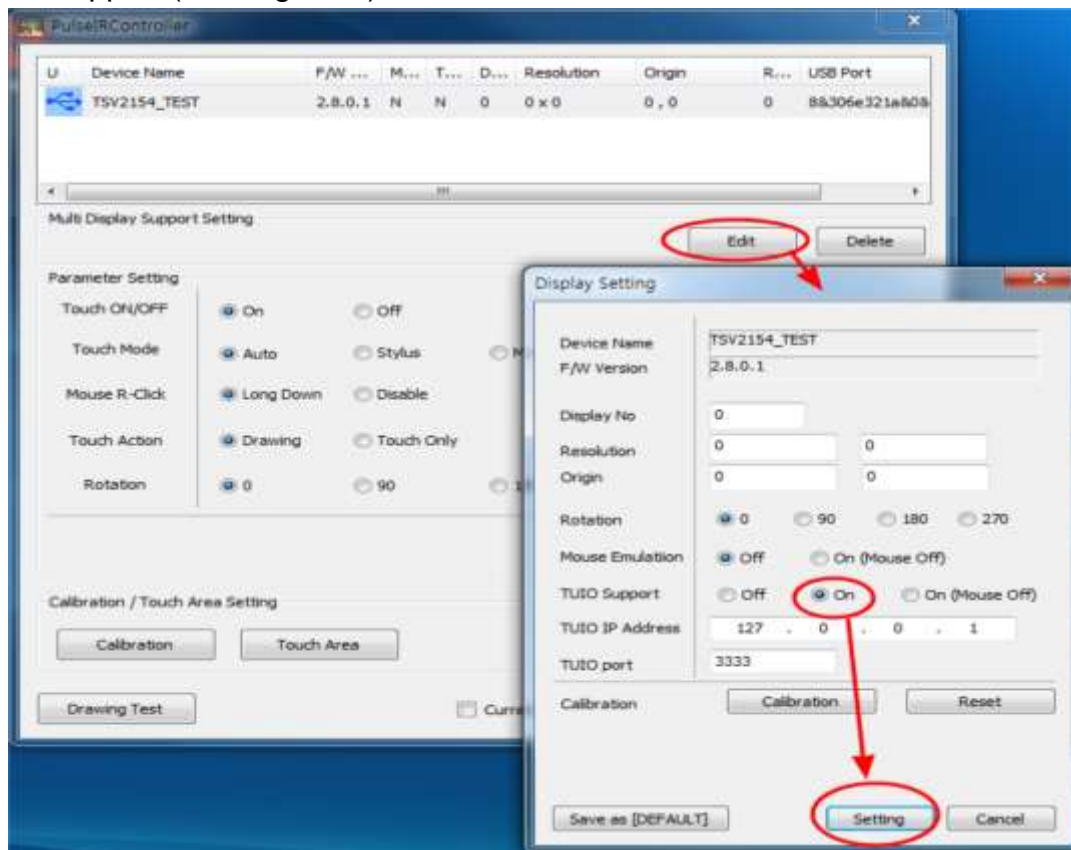 PulseIRController
U Device Name F/W ... M... T... D... Resolution Origin R... USB Port
TSV2154_TEST 2.8.0.1 N N 0 0 x 0 0 , 0 0 8&306e321a&0&
Multi Display Support Setting
Edit Delete
Parameter Setting
Touch ON/OFF On Off
Touch Mode Auto Stylus
Mouse R-Click Long Down Disable
Touch Action Drawing Touch Only
Rotation 0 90
Calibration / Touch Area Setting
Calibration Touch Area
Drawing Test
Display Setting
Device Name TSV2154_TEST
F/W Version 2.8.0.1
Display No 0
Resolution 0 0
Origin 0 0
Rotation 0 90 180 270
Mouse Emulation Off On (Mouse Off)
TUIO Support Off On On (Mouse Off)
TUIO IP Address 127 . 0 . 0 . 1
TUIO port 3333
Calibration Calibration Reset
Save as [DEFAULT] Setting Cancel